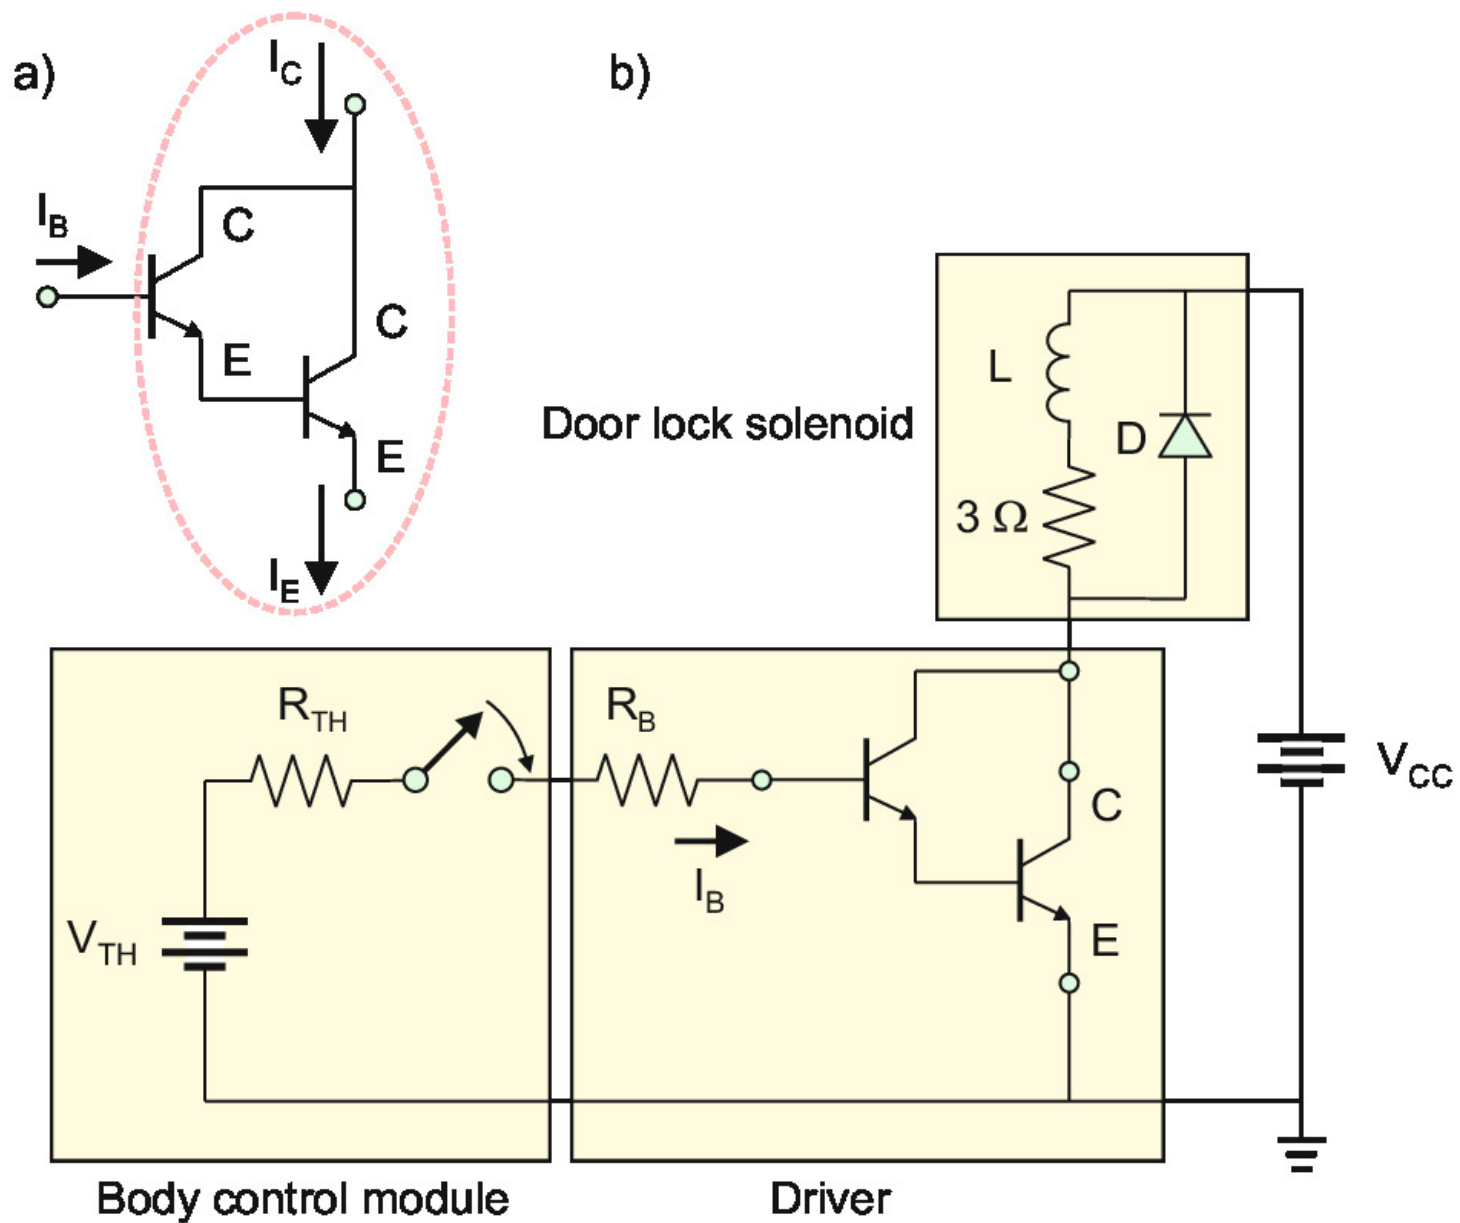 a)
I_C
I_B
C
E
C
E
I_E
b)
L
D
3 Ω
Door lock solenoid
R_TH
R_B
I_B
C
E
V_TH
V_CC
Body control module
Driver